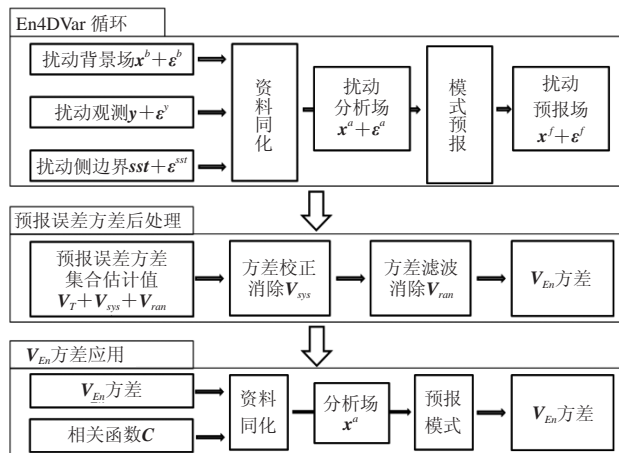 En4DVar 循环
扰动背景场x^b+ε^b
扰动观测y+ε^y
扰动侧边界sst+ε^sst
资料同化
扰动
分析场
x^a+ε^a
模式预报
扰动
预报场
x^f+ε^f
预报误差方差后处理
预报误差方差
集合估计值
V_T+V_sys+V_ran
方差校正
消除V_sys
方差滤波
消除V_ran
V_En方差
V_En方差应用
V_En方差
相关函数C
资料
同化
分析场
x^a
预报
模式
V_En方差